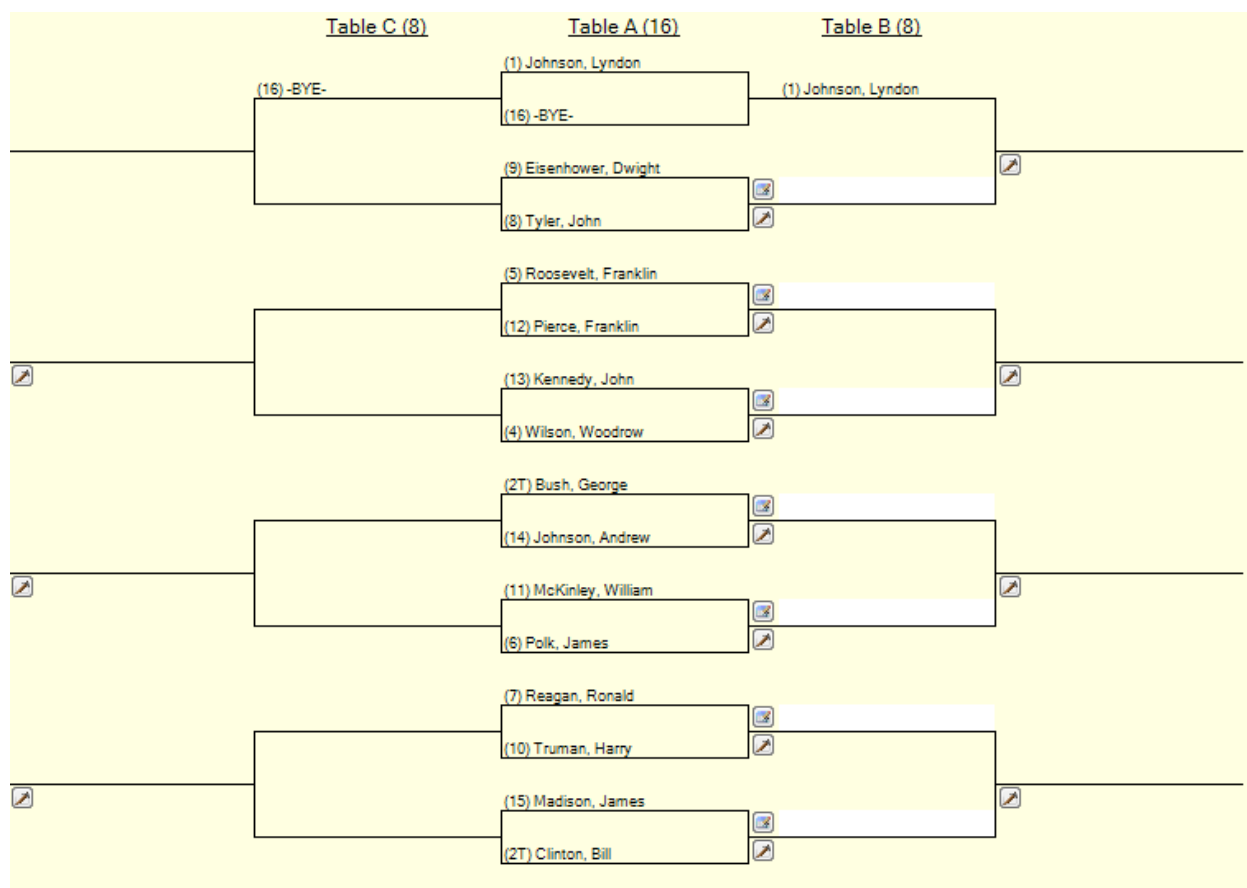 Table C (8)
Table A (16)
Table B (8)
(1) Johnson, Lyndon
(16) -BYE-
(1) Johnson, Lyndon
(16) -BYE-
(9) Eisenhower, Dwight
(8) Tyler, John
(5) Roosevelt, Franklin
(12) Pierce, Franklin
(13) Kennedy, John
(4) Wilson, Woodrow
(2T) Bush, George
(14) Johnson, Andrew
(11) McKinley, William
(6) Polk, James
(7) Reagan, Ronald
(10) Truman, Harry
(15) Madison, James
(2T) Clinton, Bill